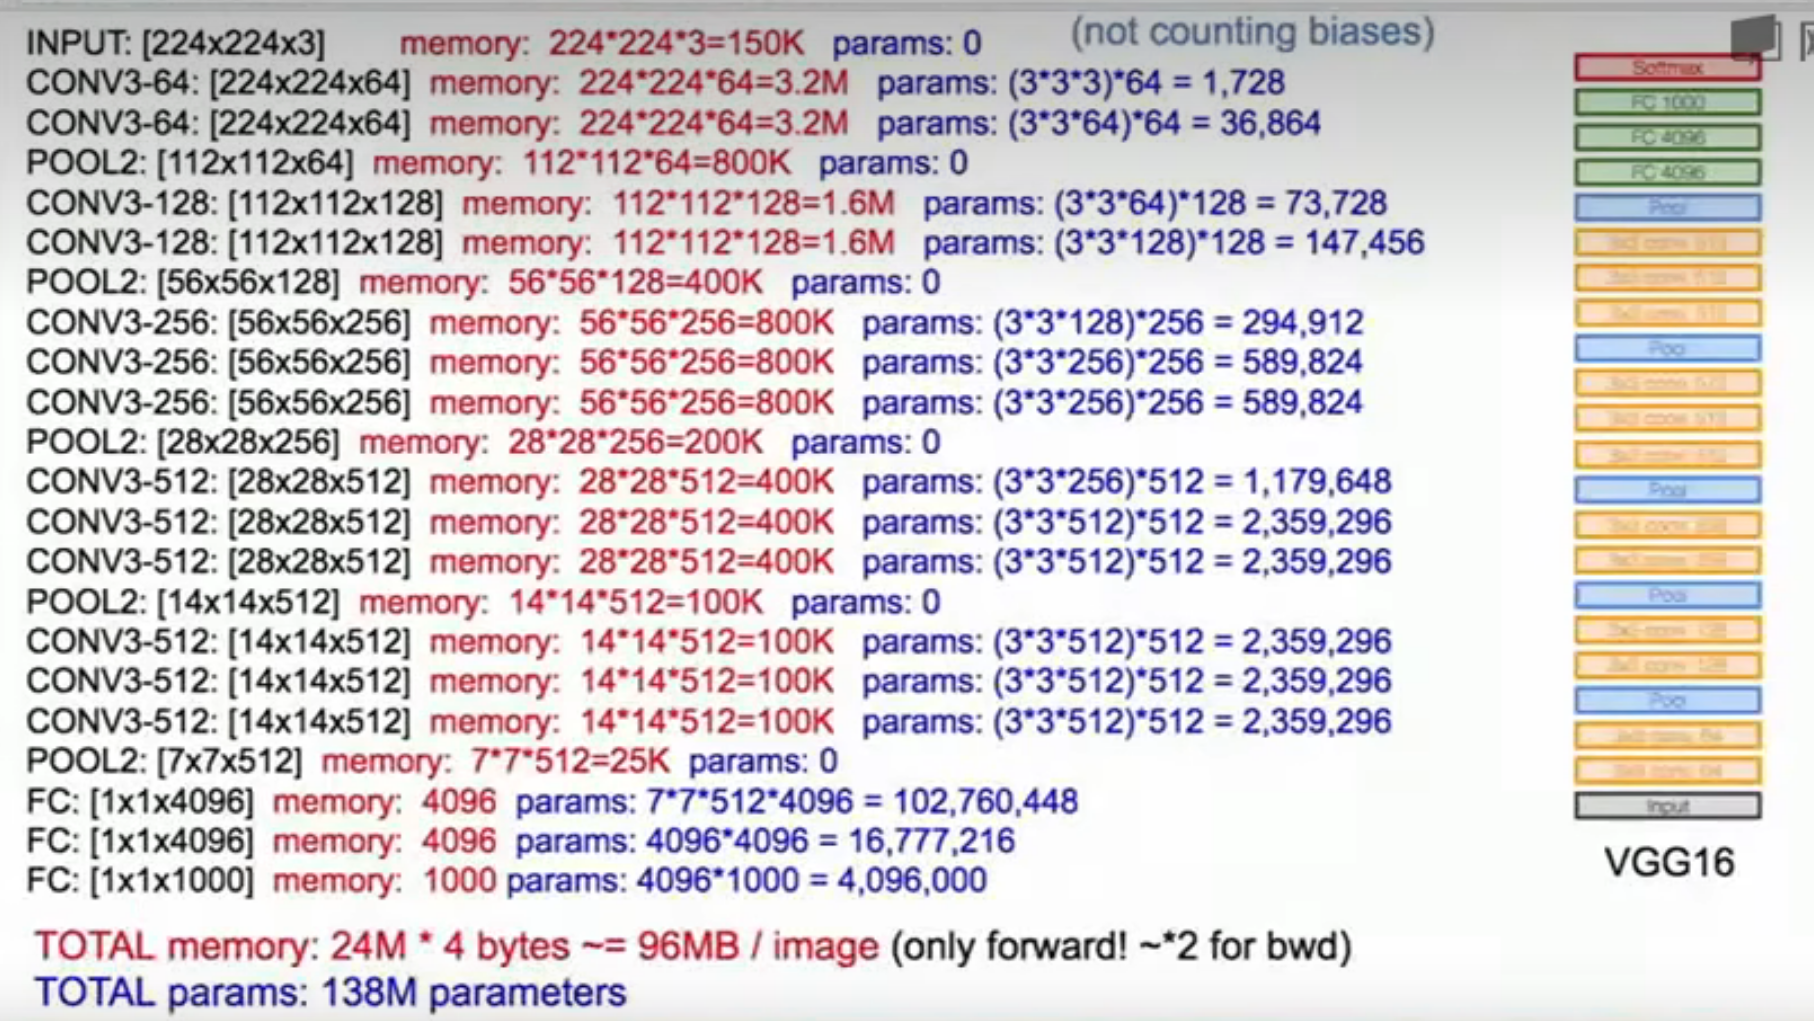 (not counting biases)
INPUT: [224x224x3] memory: 224*224*3=150K params: 0
CONV3-64: [224x224x64] memory: 224*224*64=3.2M params: (3*3*3)*64 = 1,728
CONV3-64: [224x224x64] memory: 224*224*64=3.2M params: (3*3*64)*64 = 36,864
POOL2: [112x112x64] memory: 112*112*64=800K params: 0
CONV3-128: [112x112x128] memory: 112*112*128=1.6M params: (3*3*64)*128 = 73,728
CONV3-128: [112x112x128] memory: 112*112*128=1.6M params: (3*3*128)*128 = 147,456
POOL2: [56x56x128] memory: 56*56*128=400K params: 0
CONV3-256: [56x56x256] memory: 56*56*256=800K params: (3*3*128)*256 = 294,912
CONV3-256: [56x56x256] memory: 56*56*256=800K params: (3*3*256)*256 = 589,824
CONV3-256: [56x56x256] memory: 56*56*256=800K params: (3*3*256)*256 = 589,824
POOL2: [28x28x256] memory: 28*28*256=200K params: 0
CONV3-512: [28x28x512] memory: 28*28*512=400K params: (3*3*256)*512 = 1,179,648
CONV3-512: [28x28x512] memory: 28*28*512=400K params: (3*3*512)*512 = 2,359,296
CONV3-512: [28x28x512] memory: 28*28*512=400K params: (3*3*512)*512 = 2,359,296
POOL2: [14x14x512] memory: 14*14*512=100K params: 0
CONV3-512: [14x14x512] memory: 14*14*512=100K params: (3*3*512)*512 = 2,359,296
CONV3-512: [14x14x512] memory: 14*14*512=100K params: (3*3*512)*512 = 2,359,296
CONV3-512: [14x14x512] memory: 14*14*512=100K params: (3*3*512)*512 = 2,359,296
POOL2: [7x7x512] memory: 7*7*512=25K params: 0
FC: [1x1x4096] memory: 4096 params: 7*7*512*4096 = 102,760,448
FC: [1x1x4096] memory: 4096 params: 4096*4096 = 16,777,216
FC: [1x1x1000] memory: 1000 params: 4096*1000 = 4,096,000
TOTAL memory: 24M * 4 bytes ~= 96MB / image (only forward! ~*2 for bwd)
TOTAL params: 138M parameters
Softmax
FC 1000
FC 4096
FC 4096
Pool
Pool
Pool
Pool
Pool
Input
VGG16